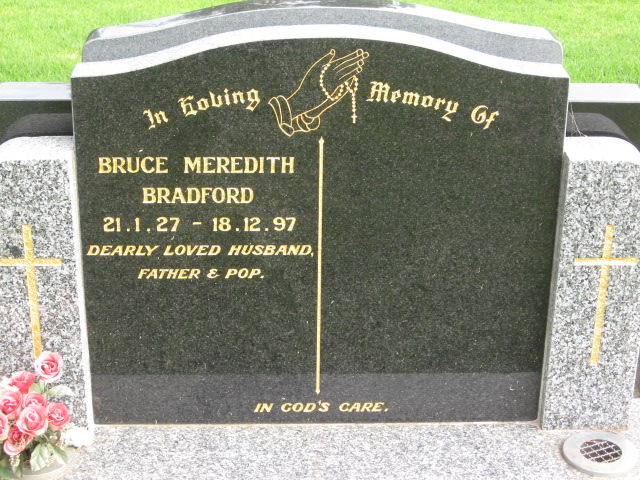 In Loving Memory Of
BRUCE MEREDITH
BRADFORD
21.1.27 - 18.12.97
DEARLY LOVED HUSBAND,
FATHER & POP.
IN GOD'S CARE.